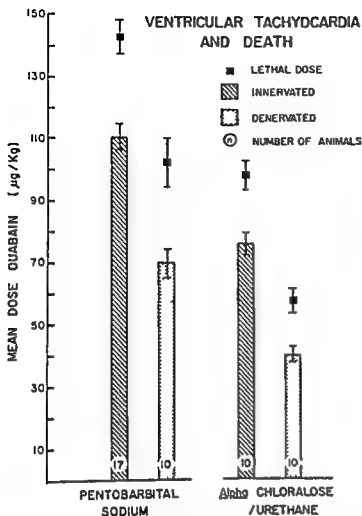 VENTRICULAR TACHYDCARDIA
AND DEATH
LETHAL DOSE
INNERVATED
DENERVATED
n NUMBER OF ANIMALS
MEAN DOSE OUABAIN (µg/Kg)
150
130
110
90
70
50
30
10
17
10
10
10
PENTOBARBITAL
SODIUM
Alpha CHLORALOSE
/URETHANE